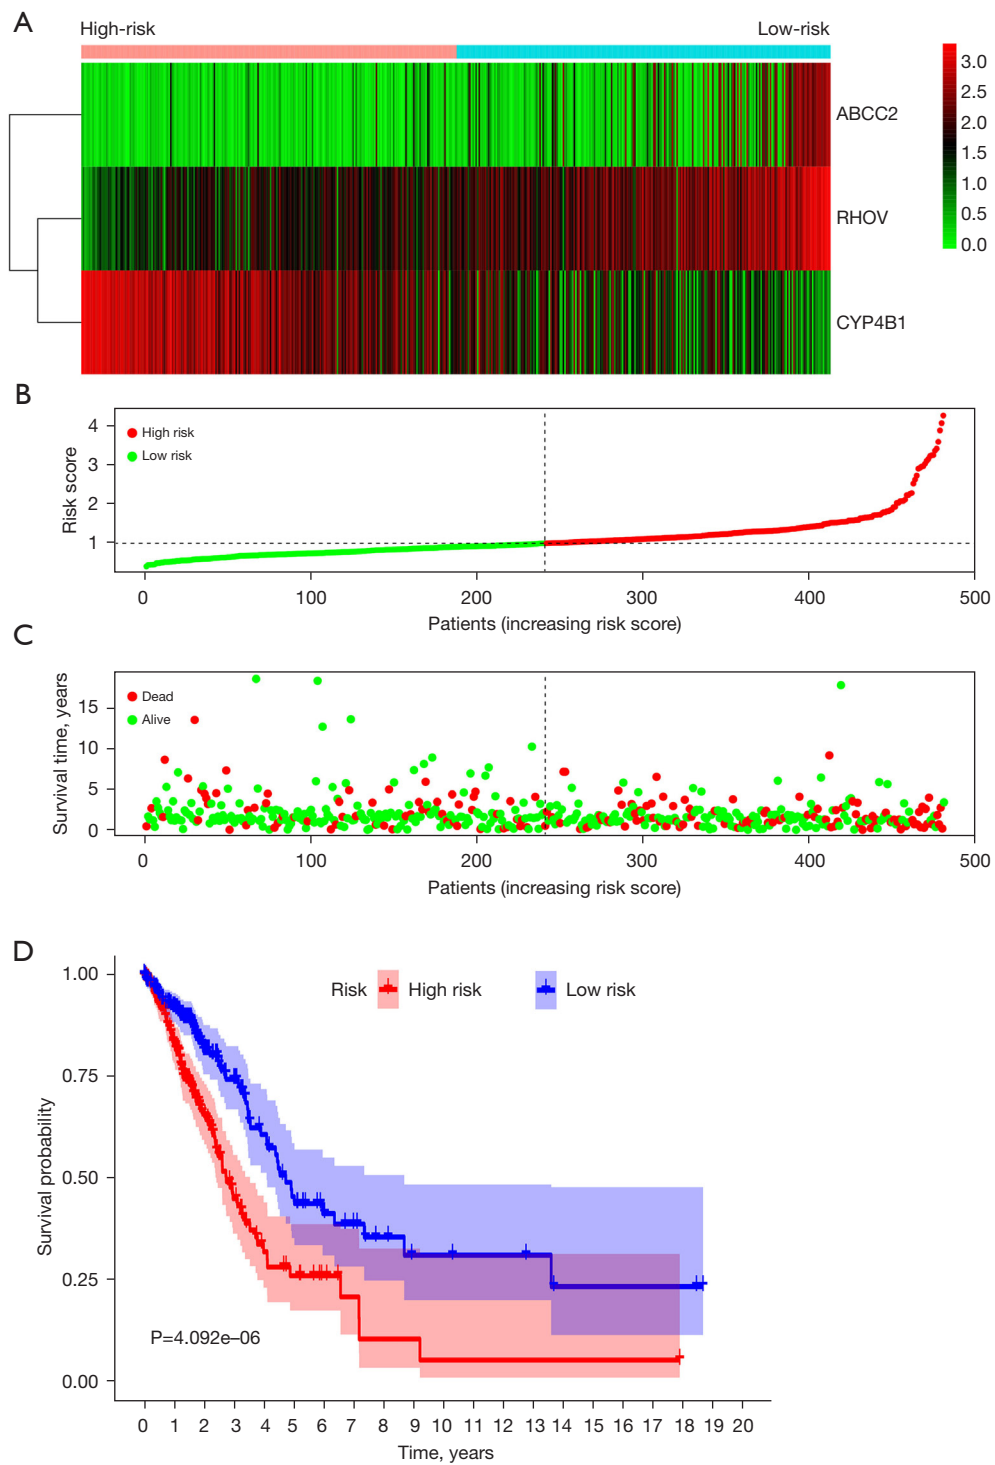 A
High-risk
Low-risk
ABCC2
RHOV
CYP4B1
3.0
2.5
2.0
1.5
1.0
0.5
0.0
B
Risk score
4
3
2
1
High risk
Low risk
0 100 200 300 400 500
Patients (increasing risk score)
C
Survival time, years
15
10
5
0
Dead
Alive
0 100 200 300 400 500
Patients (increasing risk score)
D
Survival probability
1.00
0.75
0.50
0.25
0.00
Risk High risk Low risk
P=4.092e–06
0 1 2 3 4 5 6 7 8 9 10 11 12 13 14 15 16 17 18 19 20
Time, years